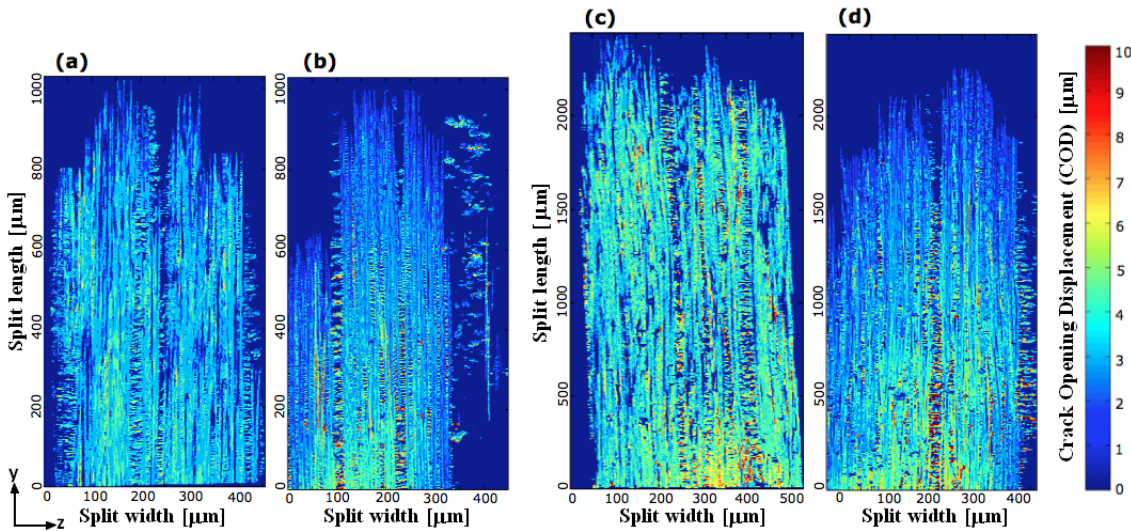 (a)
(b)
(c)
(d)
Split length [μm]
0
200
400
600
800
1000
0 100 200 300 400
Split width [μm]
y
z
0
200
400
600
800
1000
0 100 200 300 400
Split width [μm]
Split length [μm]
0
500
1000
1500
2000
0 100 200 300 400 500
Split width [μm]
0
500
1000
1500
2000
0 100 200 300 400
Split width [μm]
Crack Opening Displacement (COD) [μm]
10
9
8
7
6
5
4
3
2
1
0